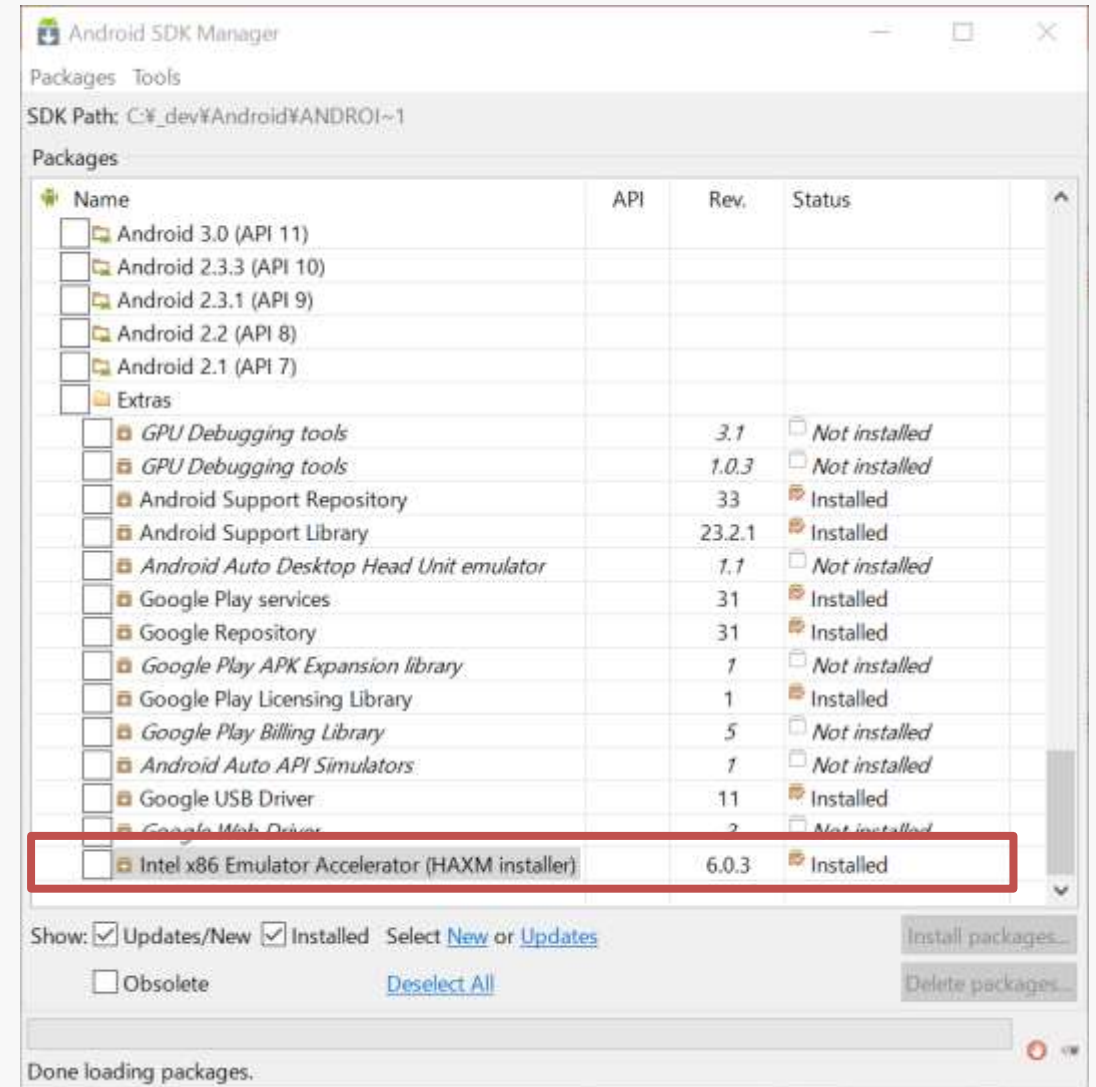 Android SDK Manager
Packages Tools
SDK Path: C:¥_dev¥Android¥ANDROI~1
Packages
Name API Rev. Status
Android 3.0 (API 11)
Android 2.3.3 (API 10)
Android 2.3.1 (API 9)
Android 2.2 (API 8)
Android 2.1 (API 7)
Extras
GPU Debugging tools 3.1 Not installed
GPU Debugging tools 1.0.3 Not installed
Android Support Repository 33 Installed
Android Support Library 23.2.1 Installed
Android Auto Desktop Head Unit emulator 1.1 Not installed
Google Play services 31 Installed
Google Repository 31 Installed
Google Play APK Expansion library 1 Not installed
Google Play Licensing Library 1 Installed
Google Play Billing Library 5 Not installed
Android Auto API Simulators 1 Not installed
Google USB Driver 11 Installed
Google Web Driver 2 Not installed
Intel x86 Emulator Accelerator (HAXM installer) 6.0.3 Installed
Show: Updates/New Installed Select New or Updates Install packages...
Obsolete Deselect All Delete packages...
Done loading packages.